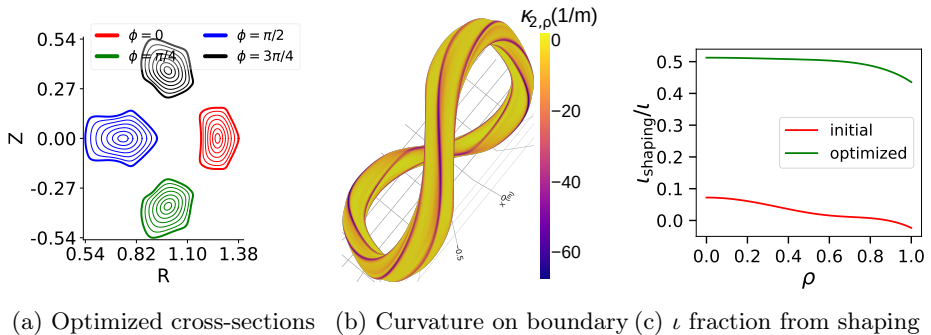 0.54
0.27
0.00
-0.27
-0.54
Z
ϕ = 0
ϕ = π/4
ϕ = π/2
ϕ = 3π/4
0.54 0.82 1.10 1.38
R
κ2,ρ(1/m)
0
−20
−40
−60
x (m)
-0.5
0.5
0.4
0.3
0.2
0.1
0.0
ιshaping/ι
initial
optimized
0.0 0.2 0.4 0.6 0.8 1.0
ρ
(a) Optimized cross-sections (b) Curvature on boundary (c) ι fraction from shaping